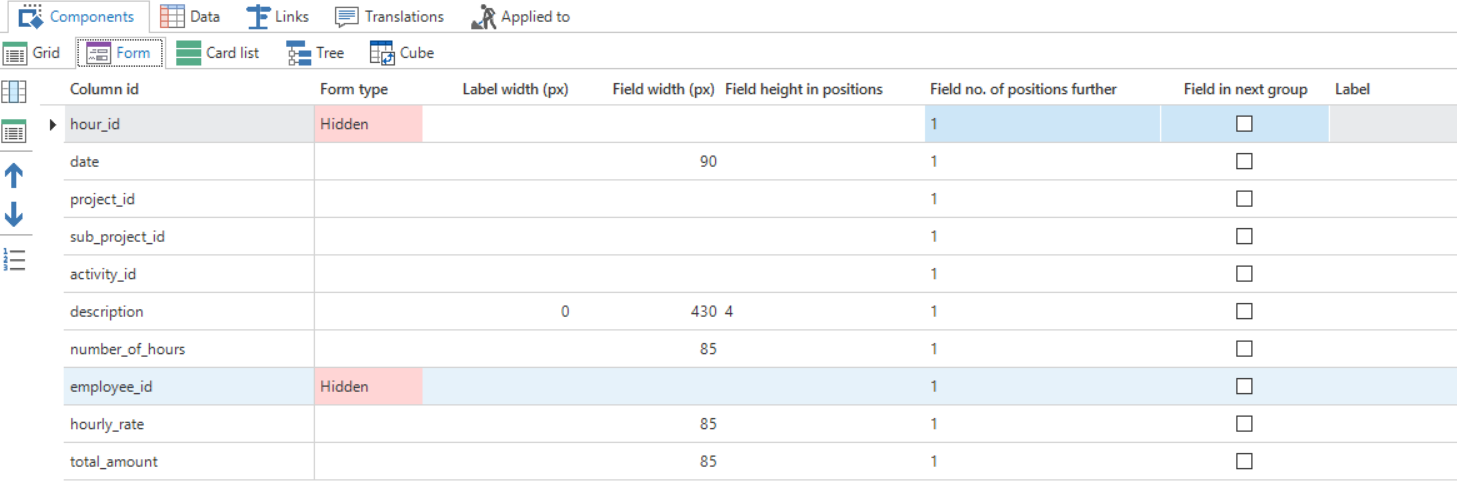 Components Data Links Translations Applied to
Grid Form Card list Tree Cube
Column id Form type Label width (px) Field width (px) Field height in positions Field no. of positions further Field in next group Label
hour_id Hidden 1
date 90 1
project_id 1
sub_project_id 1
activity_id 1
description 0 430 4 1
number_of_hours 85 1
employee_id Hidden 1
hourly_rate 85 1
total_amount 85 1